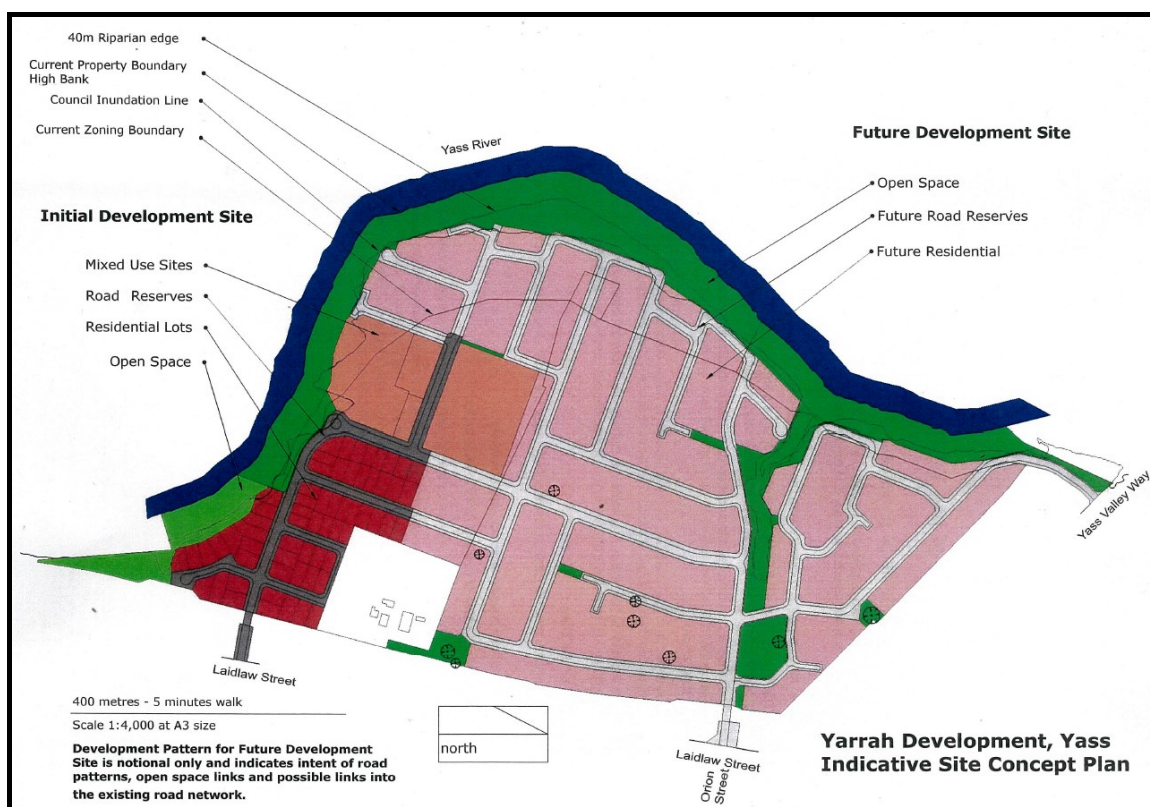 40m Riparian edge
Current Property Boundary
High Bank
Council Inundation Line
Current Zoning Boundary
Yass River
Future Development Site
Open Space
Future Road Reserves
Future Residential
Initial Development Site
Mixed Use Sites
Road Reserves
Residential Lots
Open Space
Yass Valley Way
Laidlaw Street
400 metres - 5 minutes walk
Scale 1:4,000 at A3 size
Development Pattern for Future Development
Site is notional only and indicates intent of road
patterns, open space links and possible links into
the existing road network.
north
Laidlaw Street
Orion
Street
Yarrah Development, Yass
Indicative Site Concept Plan